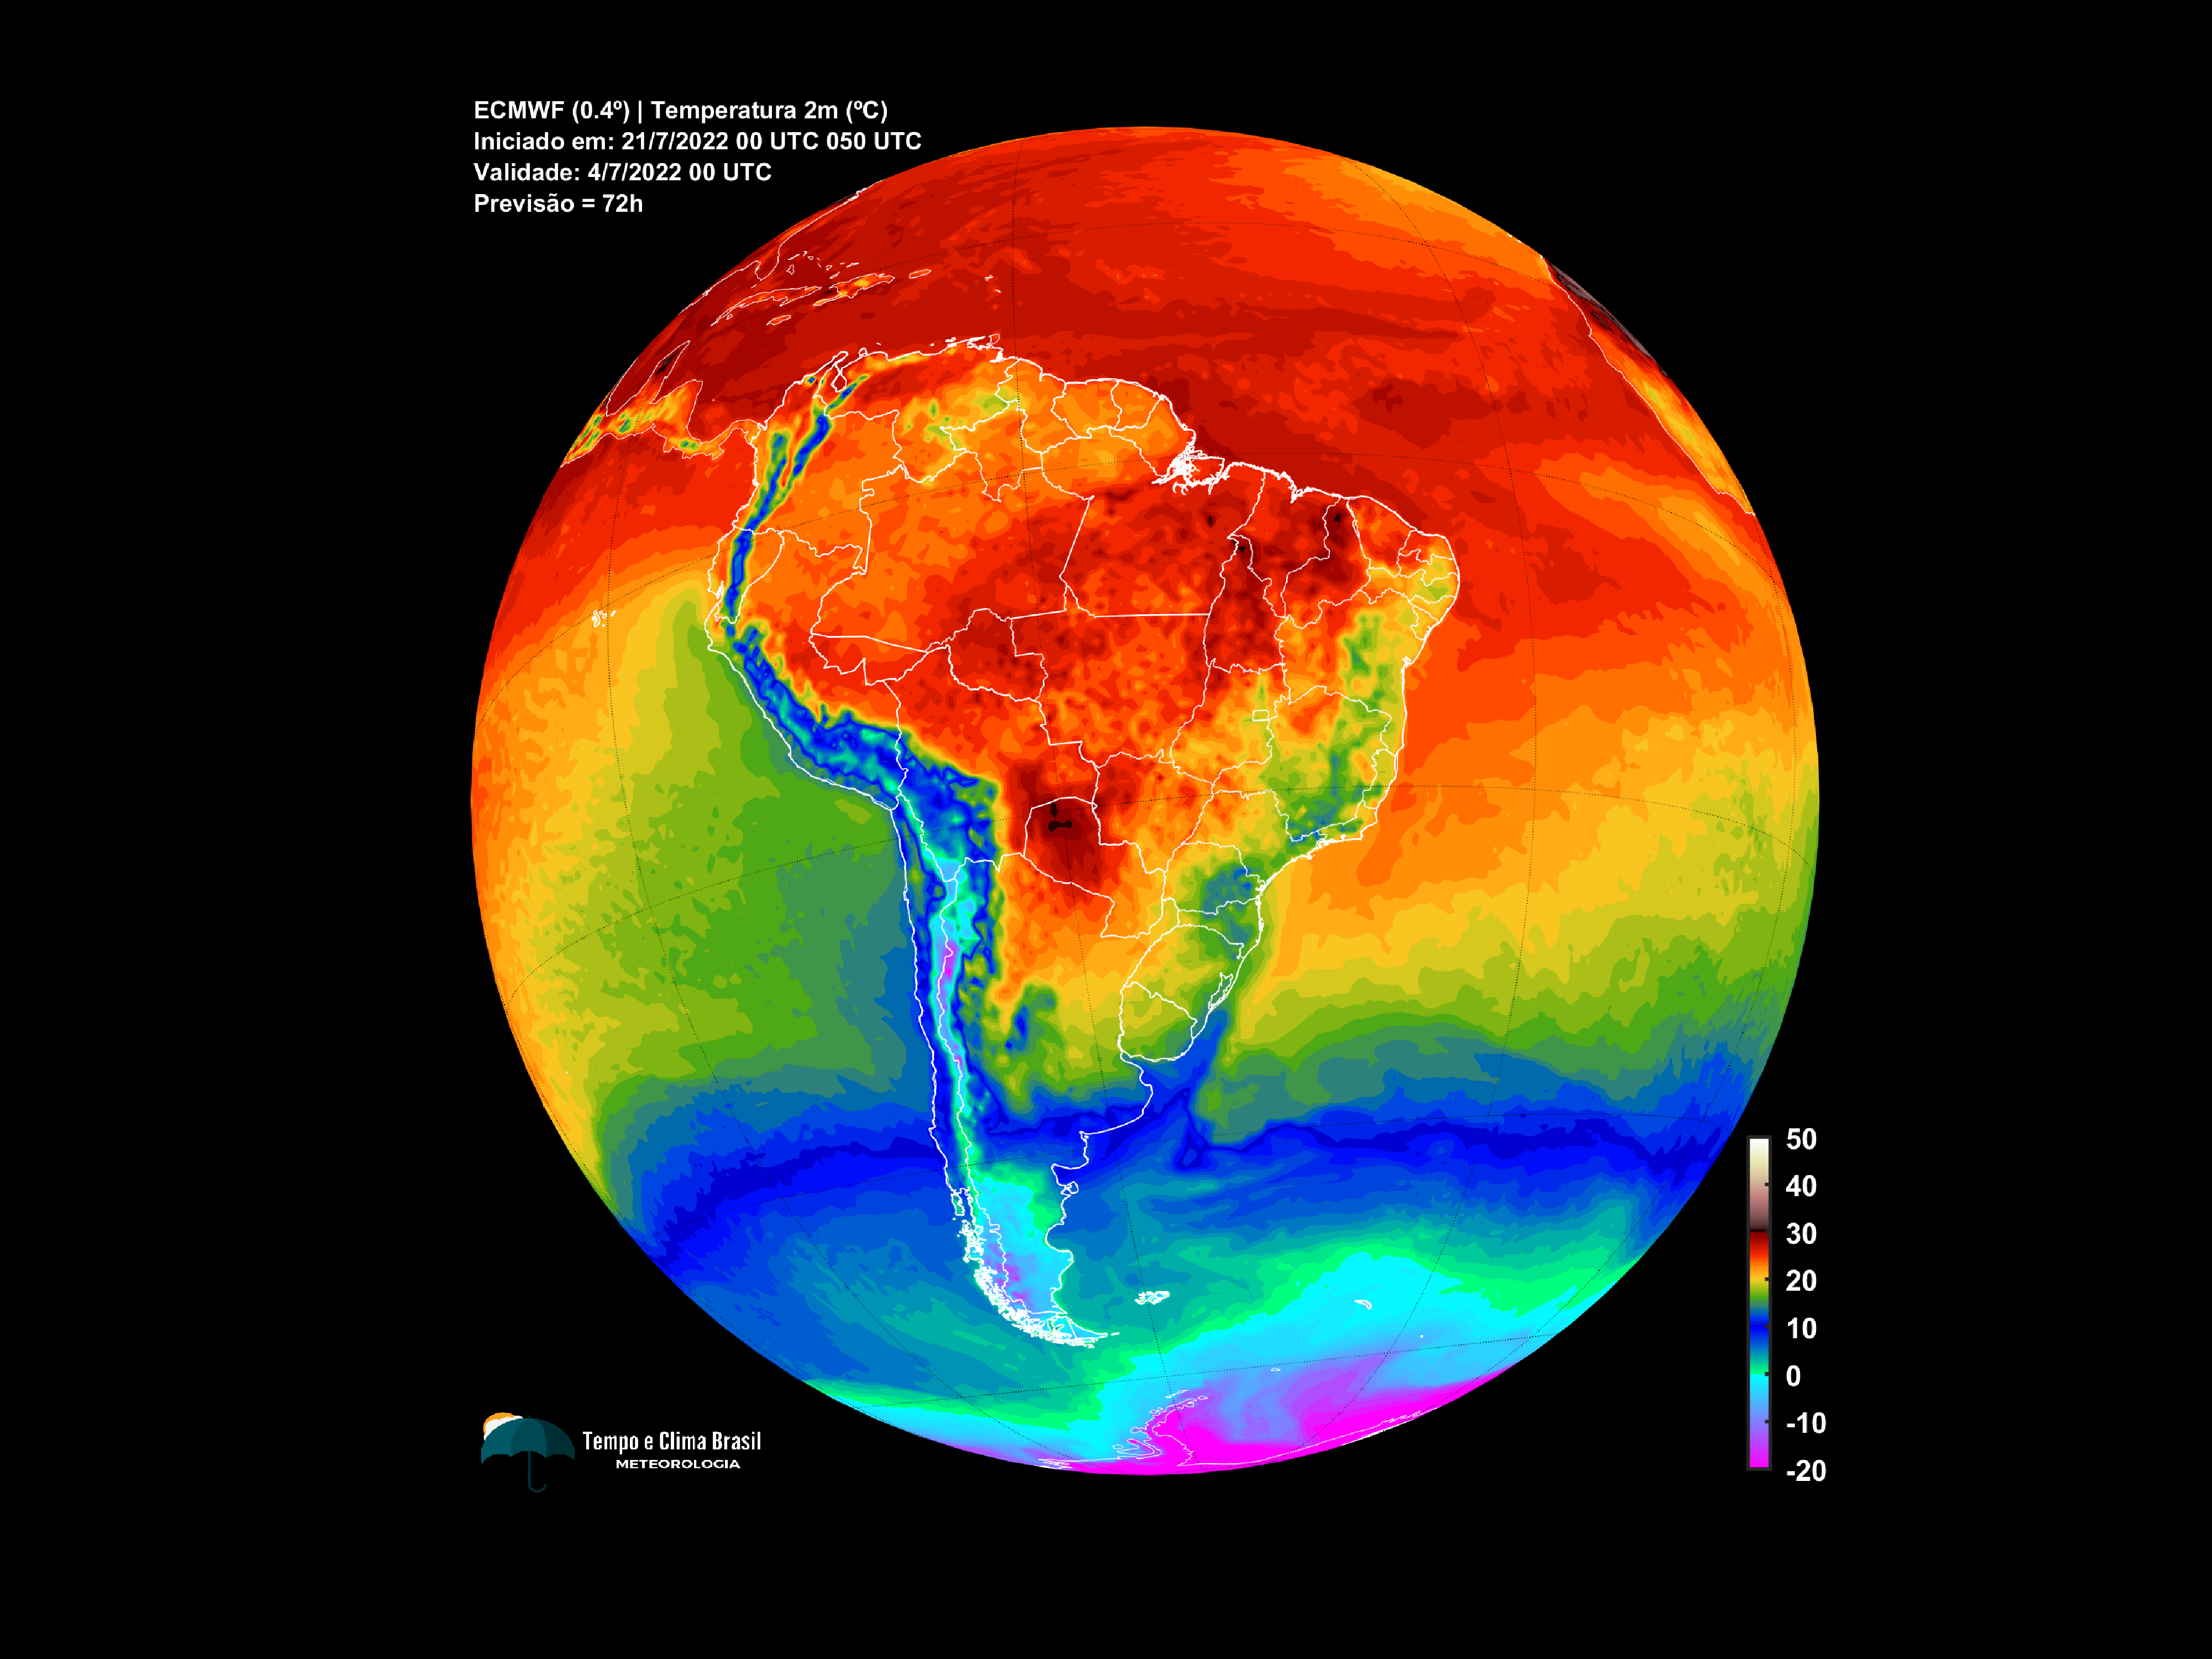 ECMWF (0.4º) | Temperatura 2m (ºC)
Iniciado em: 21/7/2022 00 UTC 050 UTC
Validade: 4/7/2022 00 UTC
Previsão = 72h
50
40
30
20
10
0
-10
-20
Tempo e Clima Brasil
METEOROLOGIA